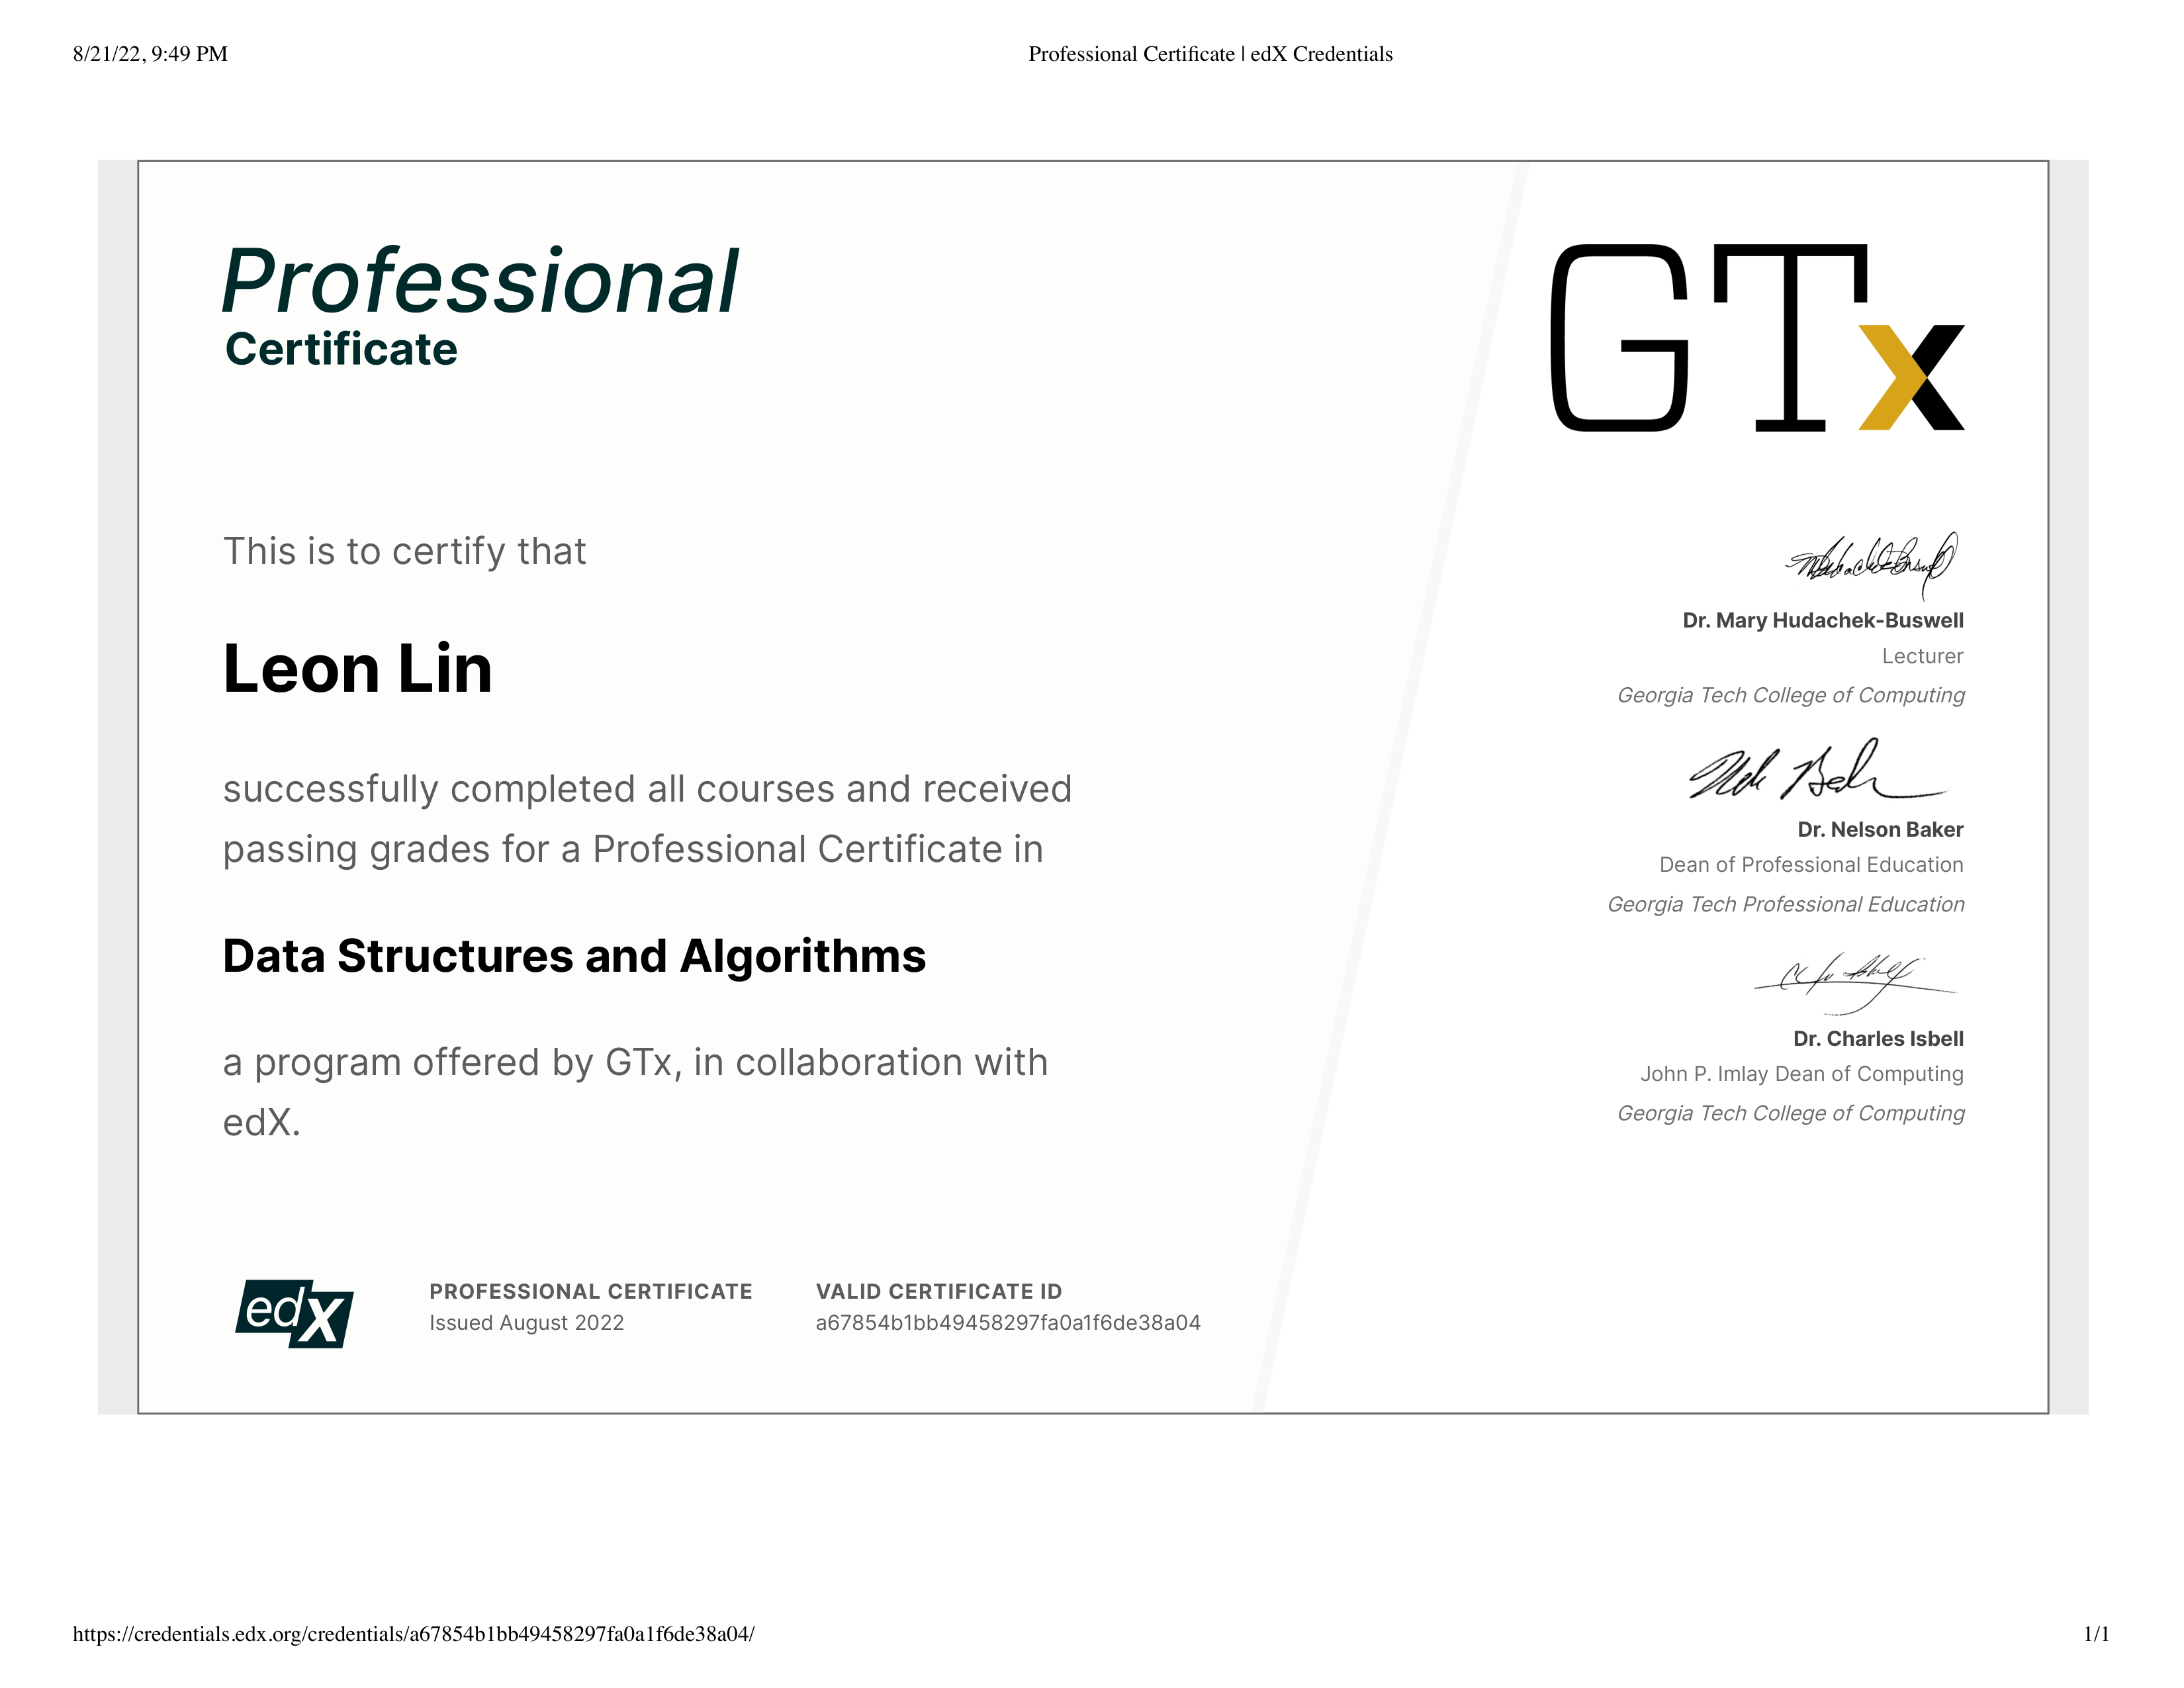 8/21/22, 9:49 PM
Professional Certificate | edX Credentials
Professional
Certificate
GTx
This is to certify that
Leon Lin
successfully completed all courses and received
passing grades for a Professional Certificate in
Data Structures and Algorithms
a program offered by GTx, in collaboration with
edX.
Dr. Mary Hudachek-Buswell
Lecturer
Georgia Tech College of Computing
Dr. Nelson Baker
Dean of Professional Education
Georgia Tech Professional Education
Dr. Charles Isbell
John P. Imlay Dean of Computing
Georgia Tech College of Computing
edX
PROFESSIONAL CERTIFICATE
Issued August 2022
VALID CERTIFICATE ID
a67854b1bb49458297fa0a1f6de38a04
https://credentials.edx.org/credentials/a67854b1bb49458297fa0a1f6de38a04/
1/1